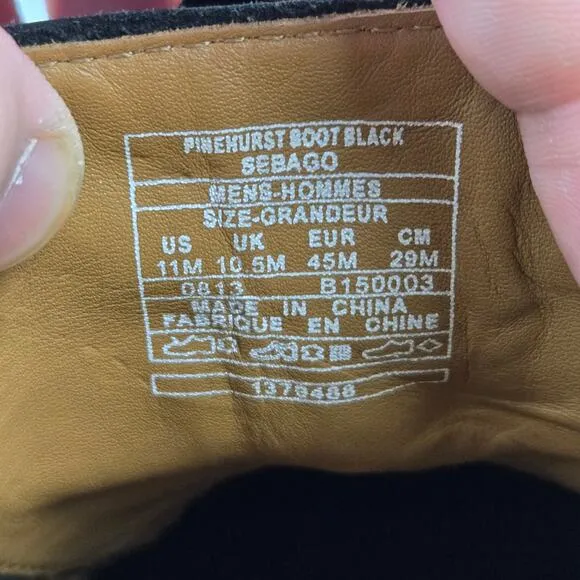 PINEHURST BOOT BLACK
SEBAGO
MENS-HOMMES
SIZE-GRANDEUR
US UK EUR CM
11M 10.5M 45M 29M
0813 B150003
MADE IN CHINA
FABRIQUE EN CHINE
1379488